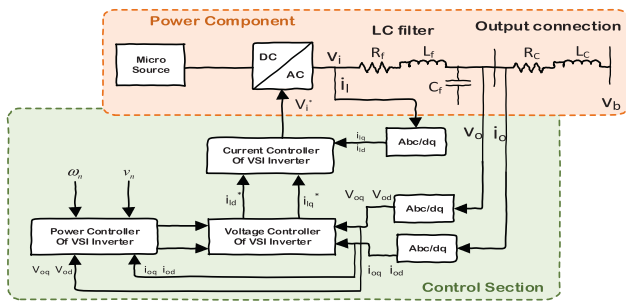 Power Component
LC filter
Output connection
Micro
Source
DC
AC
Vi
Rf
Lf
RC
LC
Cf
iI
Vb
Vi*
Vo
io
Current Controller
Of VSI Inverter
ilq
ild
Abc/dq
ωn
vn
ild*
ilq*
Voq Vod
Abc/dq
Power Controller
Of VSI Inverter
Voltage Controller
Of VSI Inverter
Abc/dq
Voq Vod
ioq iod
ioq iod
Control Section